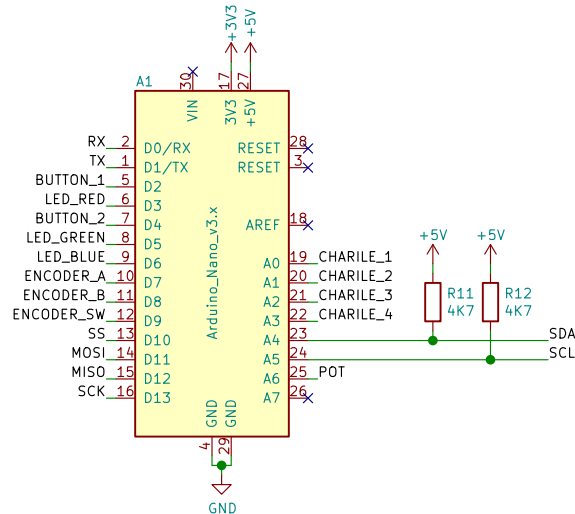 +3V3
+5V
A1
30
17
27
VIN
3V3
+5V
RX 2 D0/RX
TX 1 D1/TX
BUTTON_1 5 D2
LED_RED 6 D3
BUTTON_2 7 D4
LED_GREEN 8 D5
LED_BLUE 9 D6
ENCODER_A 10 D7
ENCODER_B 11 D8
ENCODER_SW 12 D9
SS 13 D10
MOSI 14 D11
MISO 15 D12
SCK 16 D13
Arduino_Nano_v3.x
RESET 28
RESET 3
AREF 18
A0 19 CHARILE_1
A1 20 CHARILE_2
A2 21 CHARILE_3
A3 22 CHARILE_4
A4 23 SDA
A5 24 SCL
A6 25 POT
A7 26
+5V
+5V
R11
4K7
R12
4K7
GND
GND
4
29
GND